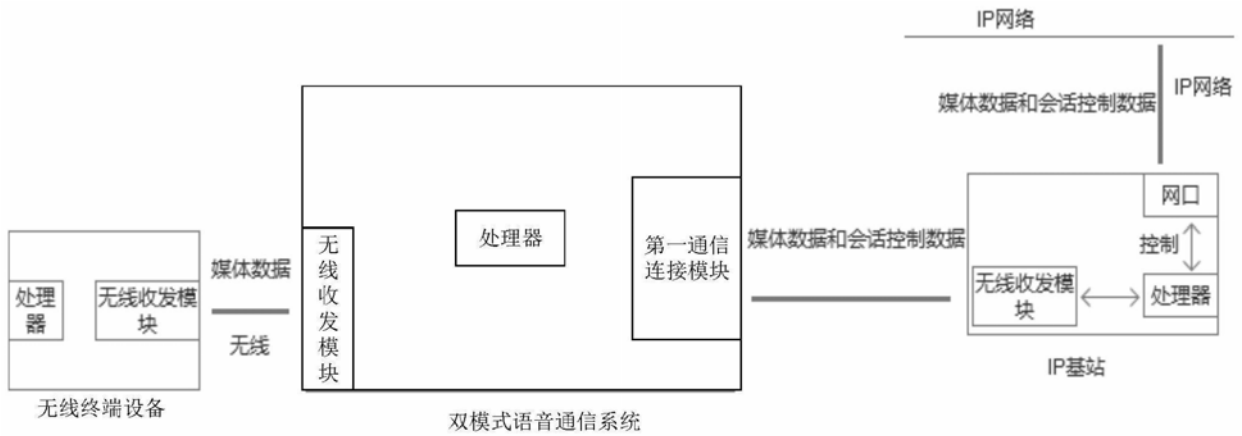 IP网络
IP网络
媒体数据和会话控制数据
网口
控制
无线收发模
块
处理器
IP基站
媒体数据和会话控制数据
第一通信
连接模块
处理器
无
线
收
发
模
块
双模式语音通信系统
媒体数据
无线
处理
器
无线收发模
块
无线终端设备